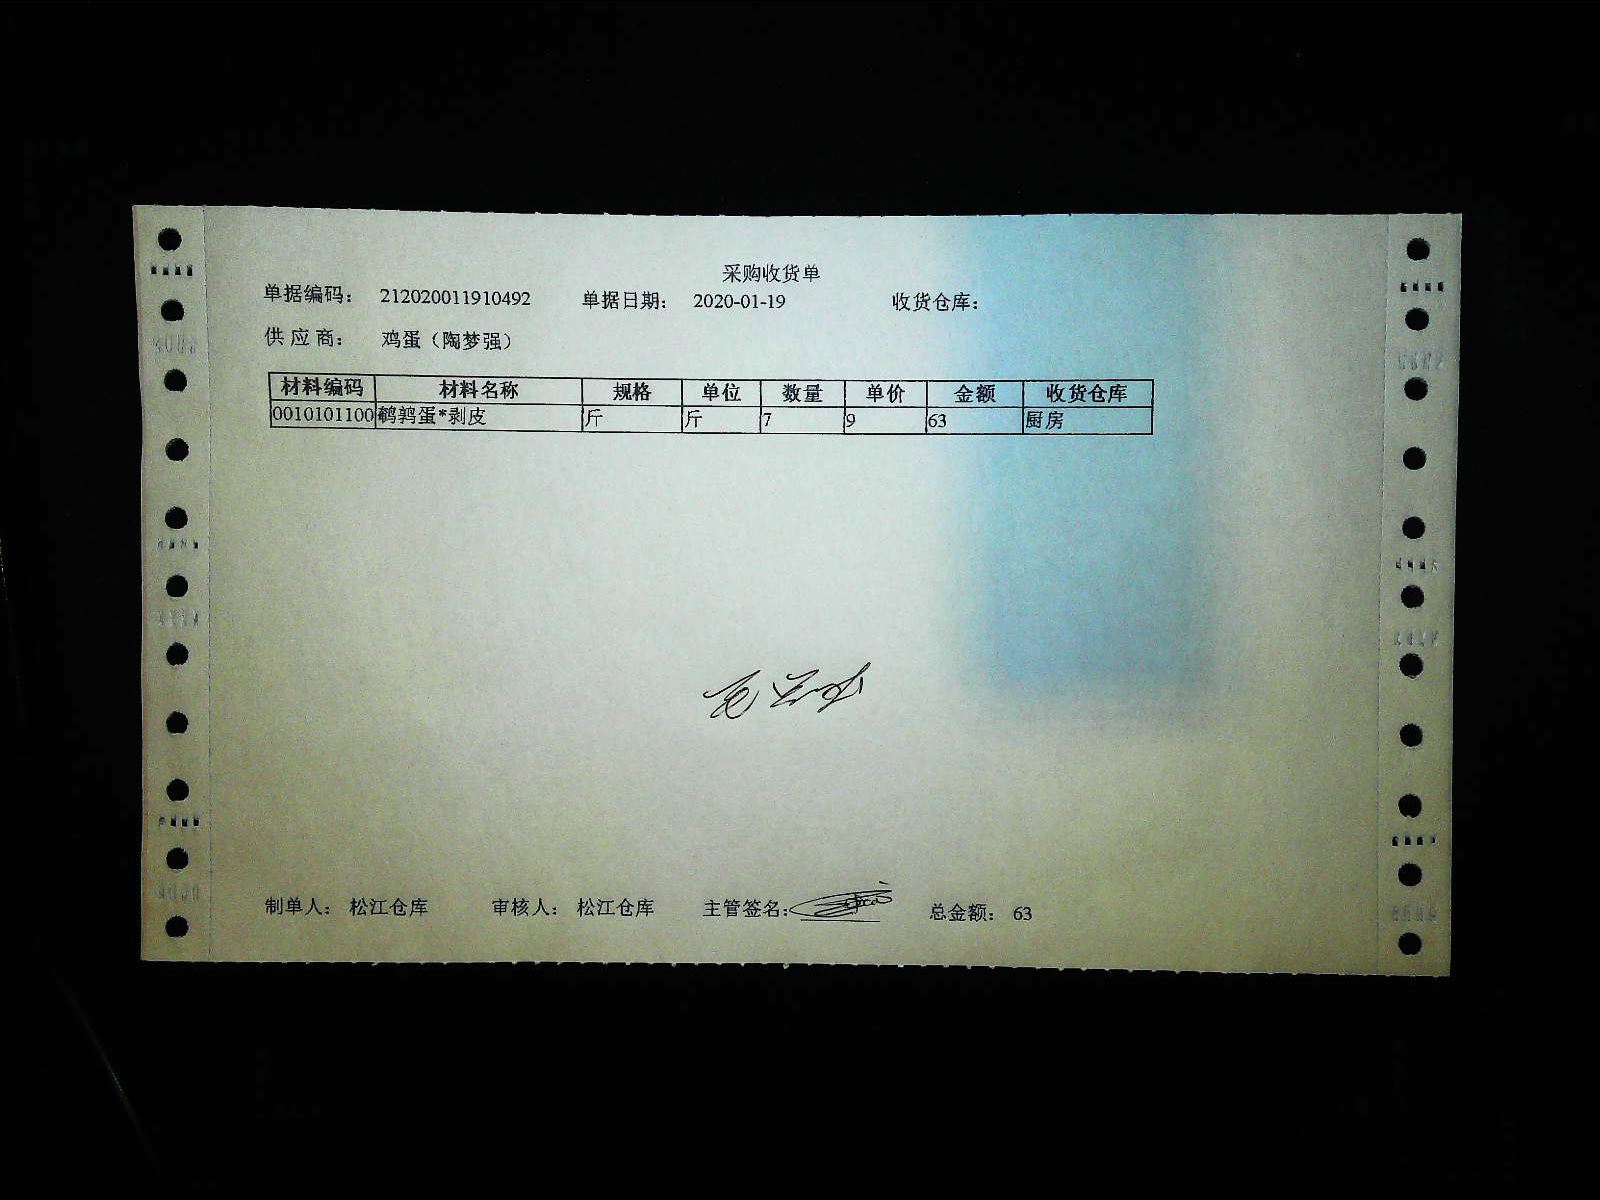 采购收货单
单据编码： 212020011910492 单据日期： 2020-01-19 收货仓库：
供应商： 鸡蛋（陶梦强）
材料编码 材料名称 规格 单位 数量 单价 金额 收货仓库
0010101100 鹌鹑蛋*剥皮 斤 斤 7 9 63 厨房
制单人： 松江仓库 审核人： 松江仓库 主管签名： 总金额： 63